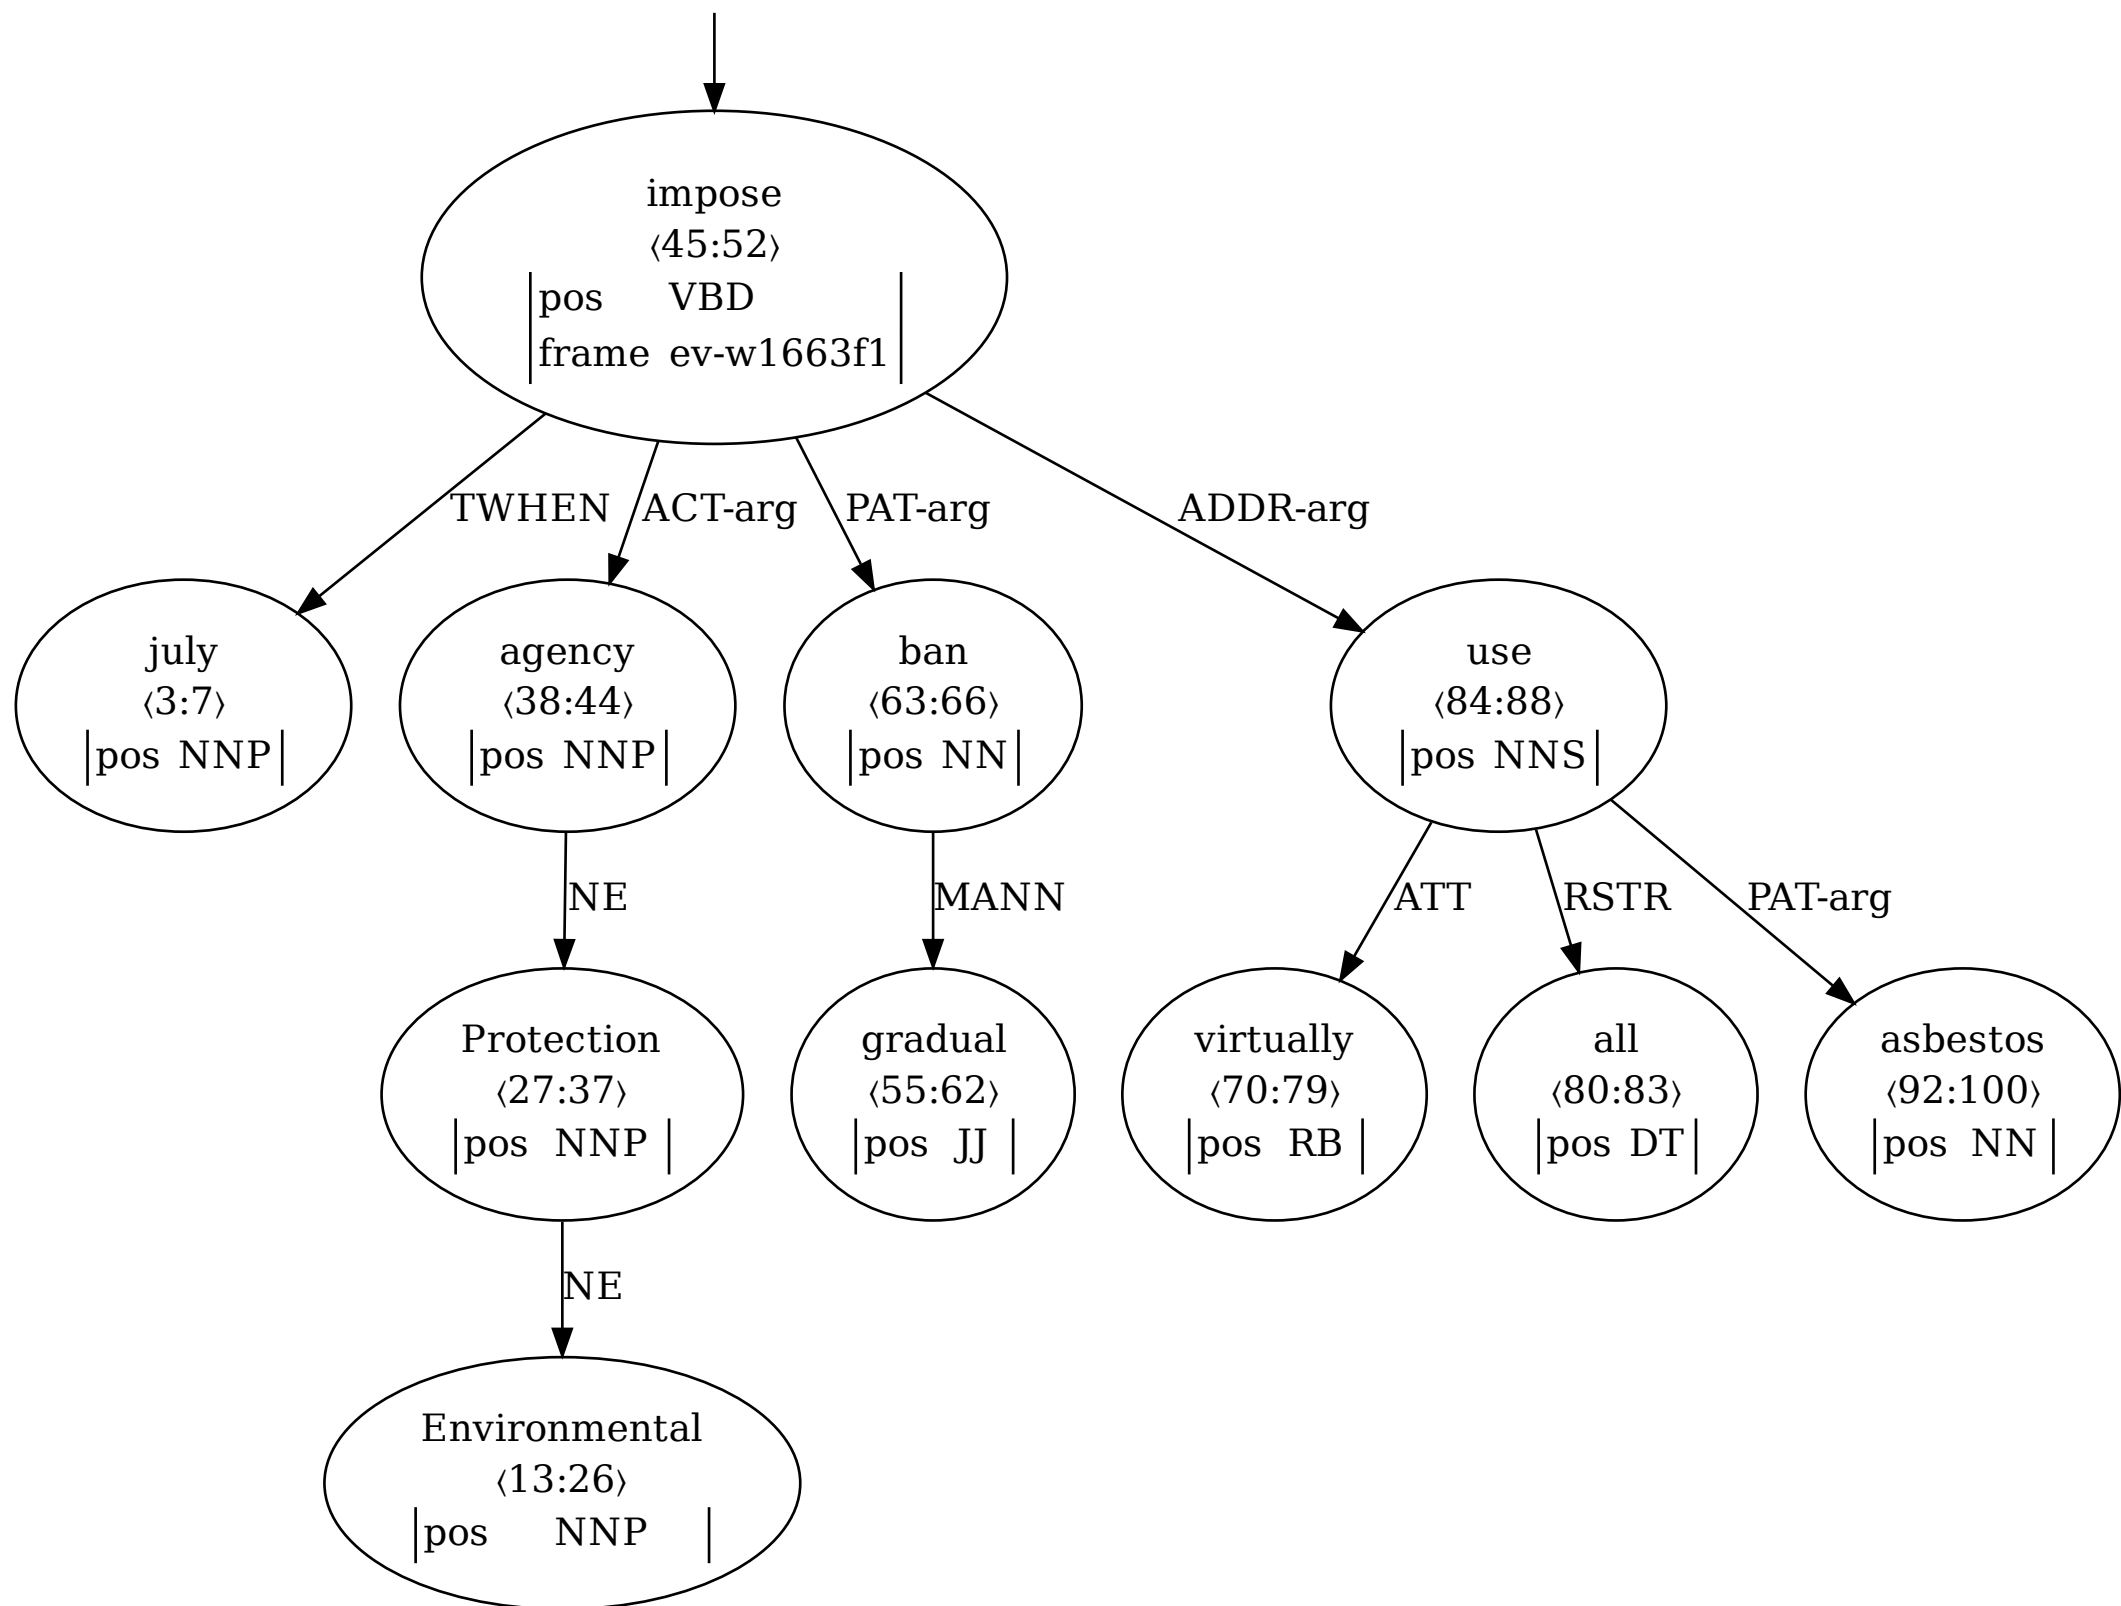 impose
⟨45:52⟩
pos VBD
frame ev-w1663f1
TWHEN
ACT-arg
PAT-arg
ADDR-arg
july
⟨3:7⟩
pos NNP
agency
⟨38:44⟩
pos NNP
ban
⟨63:66⟩
pos NN
use
⟨84:88⟩
pos NNS
NE
MANN
ATT
RSTR
PAT-arg
Protection
⟨27:37⟩
pos NNP
gradual
⟨55:62⟩
pos JJ
virtually
⟨70:79⟩
pos RB
all
⟨80:83⟩
pos DT
asbestos
⟨92:100⟩
pos NN
NE
Environmental
⟨13:26⟩
pos NNP